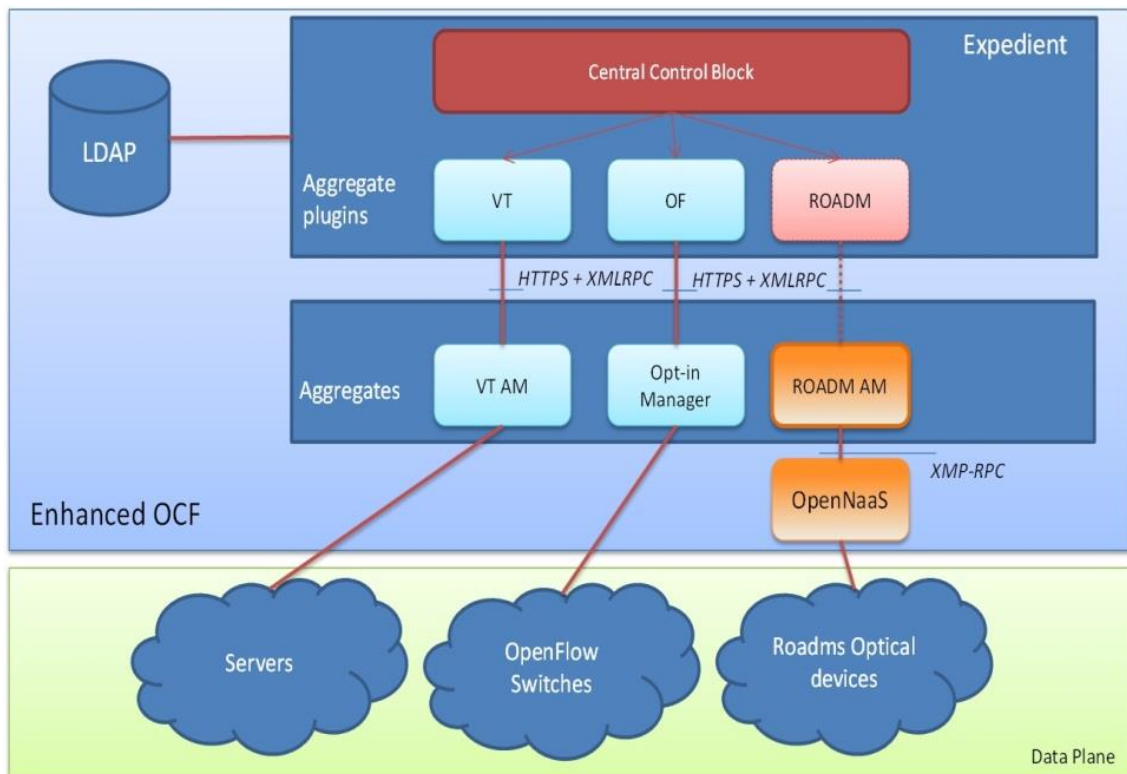 Expedient
Central Control Block
LDAP
Aggregate
plugins
VT
OF
ROADM
HTTPS + XMLRPC
HTTPS + XMLRPC
Aggregates
VT AM
Opt-in
Manager
ROADM AM
XMP-RPC
OpenNaaS
Enhanced OCF
Servers
OpenFlow
Switches
Roadms Optical
devices
Data Plane